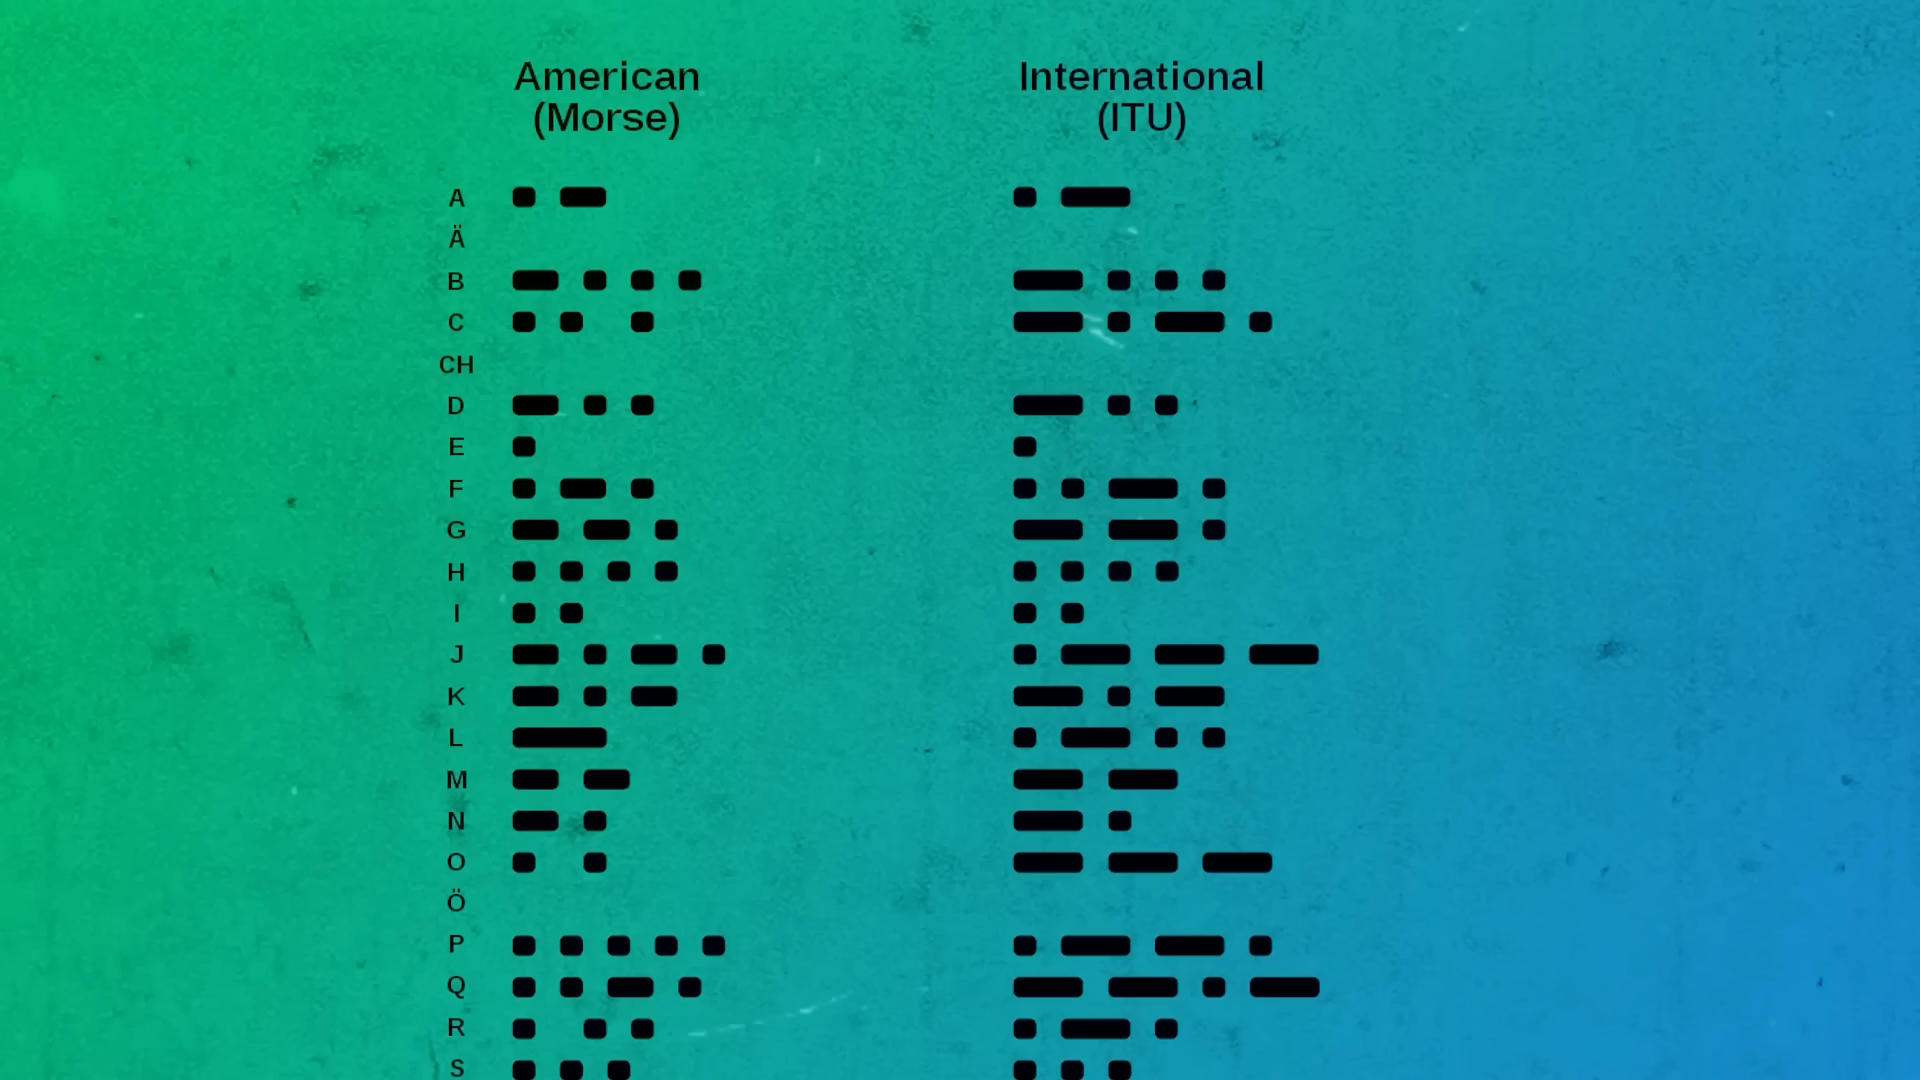 American International
(Morse) (ITU)
A
Ä
B
C
CH
D
E
F
G
H
I
J
K
L
M
N
O
Ö
P
Q
R
S